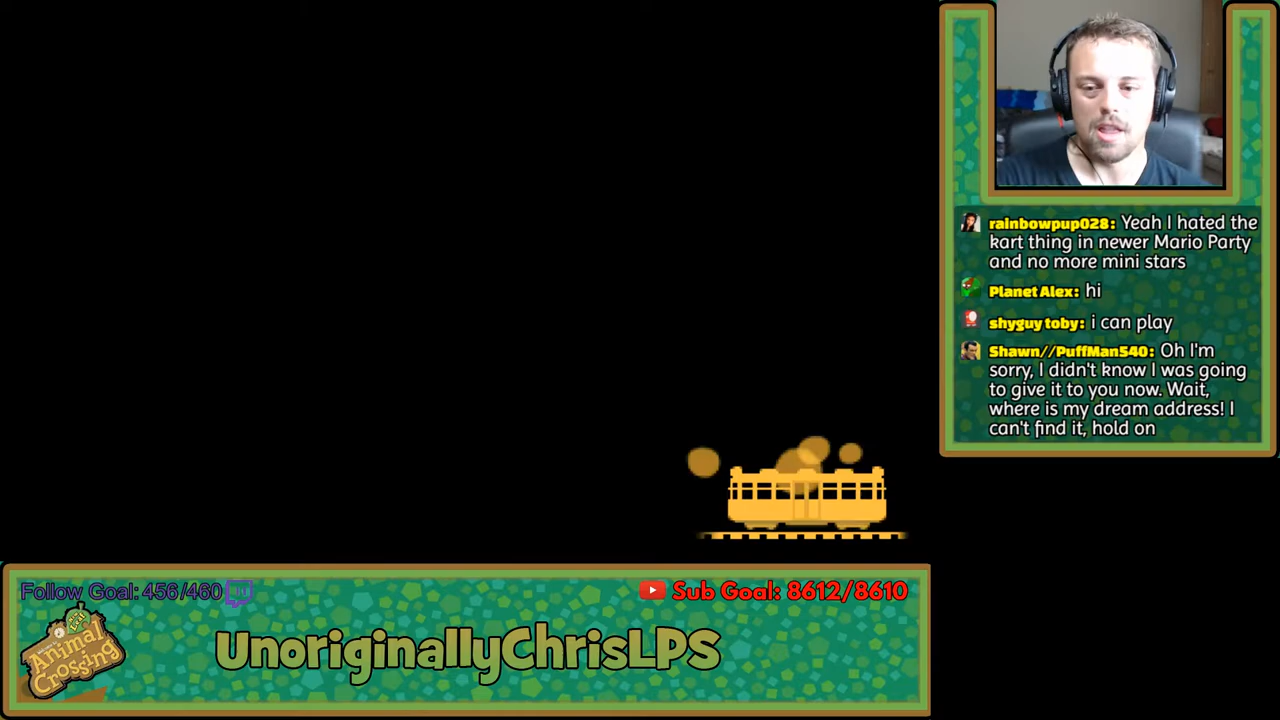 rainbowpup028: Yeah I hated the
kart thing in newer Mario Party
and no more mini stars
Planet Alex: hi
shyguy toby: i can play
Shawn//PuffMan540: Oh I'm
sorry, I didn't know I was going
to give it to you now. Wait,
where is my dream address! I
can't find it, hold on
Follow Goal: 456/460
Sub Goal: 8612/8610
Animal
Crossing
UnoriginallyChrisLPS